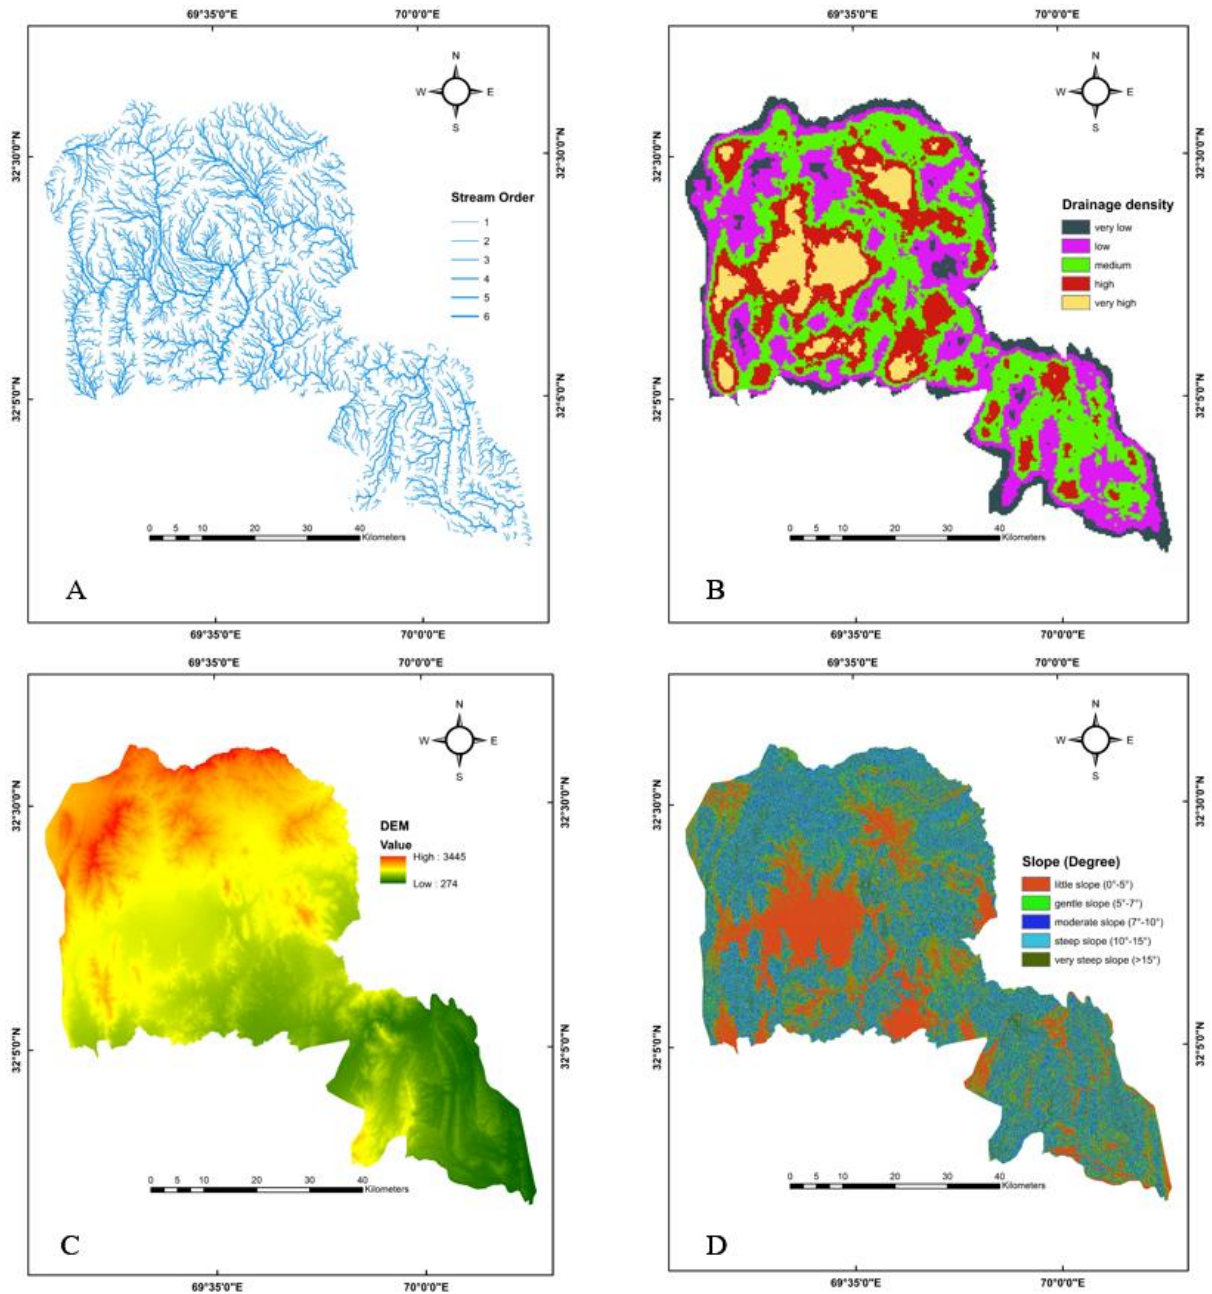 69°35'0"E 70°0'0"E
N
W E
S
32°30'0"N 32°30'0"N
Stream Order
1
2
3
4
5
6
32°5'0"N 32°5'0"N
0 5 10 20 30 40
Kilometers
A
69°35'0"E 70°0'0"E
69°35'0"E 70°0'0"E
N
W E
S
32°30'0"N 32°30'0"N
Drainage density
very low
low
medium
high
very high
32°5'0"N 32°5'0"N
0 5 10 20 30 40
Kilometers
B
69°35'0"E 70°0'0"E
69°35'0"E 70°0'0"E
N
W E
S
32°30'0"N 32°30'0"N
DEM
Value
High : 3445
Low : 274
32°5'0"N 32°5'0"N
0 5 10 20 30 40
Kilometers
C
69°35'0"E 70°0'0"E
69°35'0"E 70°0'0"E
N
W E
S
32°30'0"N 32°30'0"N
Slope (Degree)
little slope (0°-5°)
gentle slope (5°-7°)
moderate slope (7°-10°)
steep slope (10°-15°)
very steep slope (>15°)
32°5'0"N 32°5'0"N
0 5 10 20 30 40
Kilometers
D
69°35'0"E 70°0'0"E